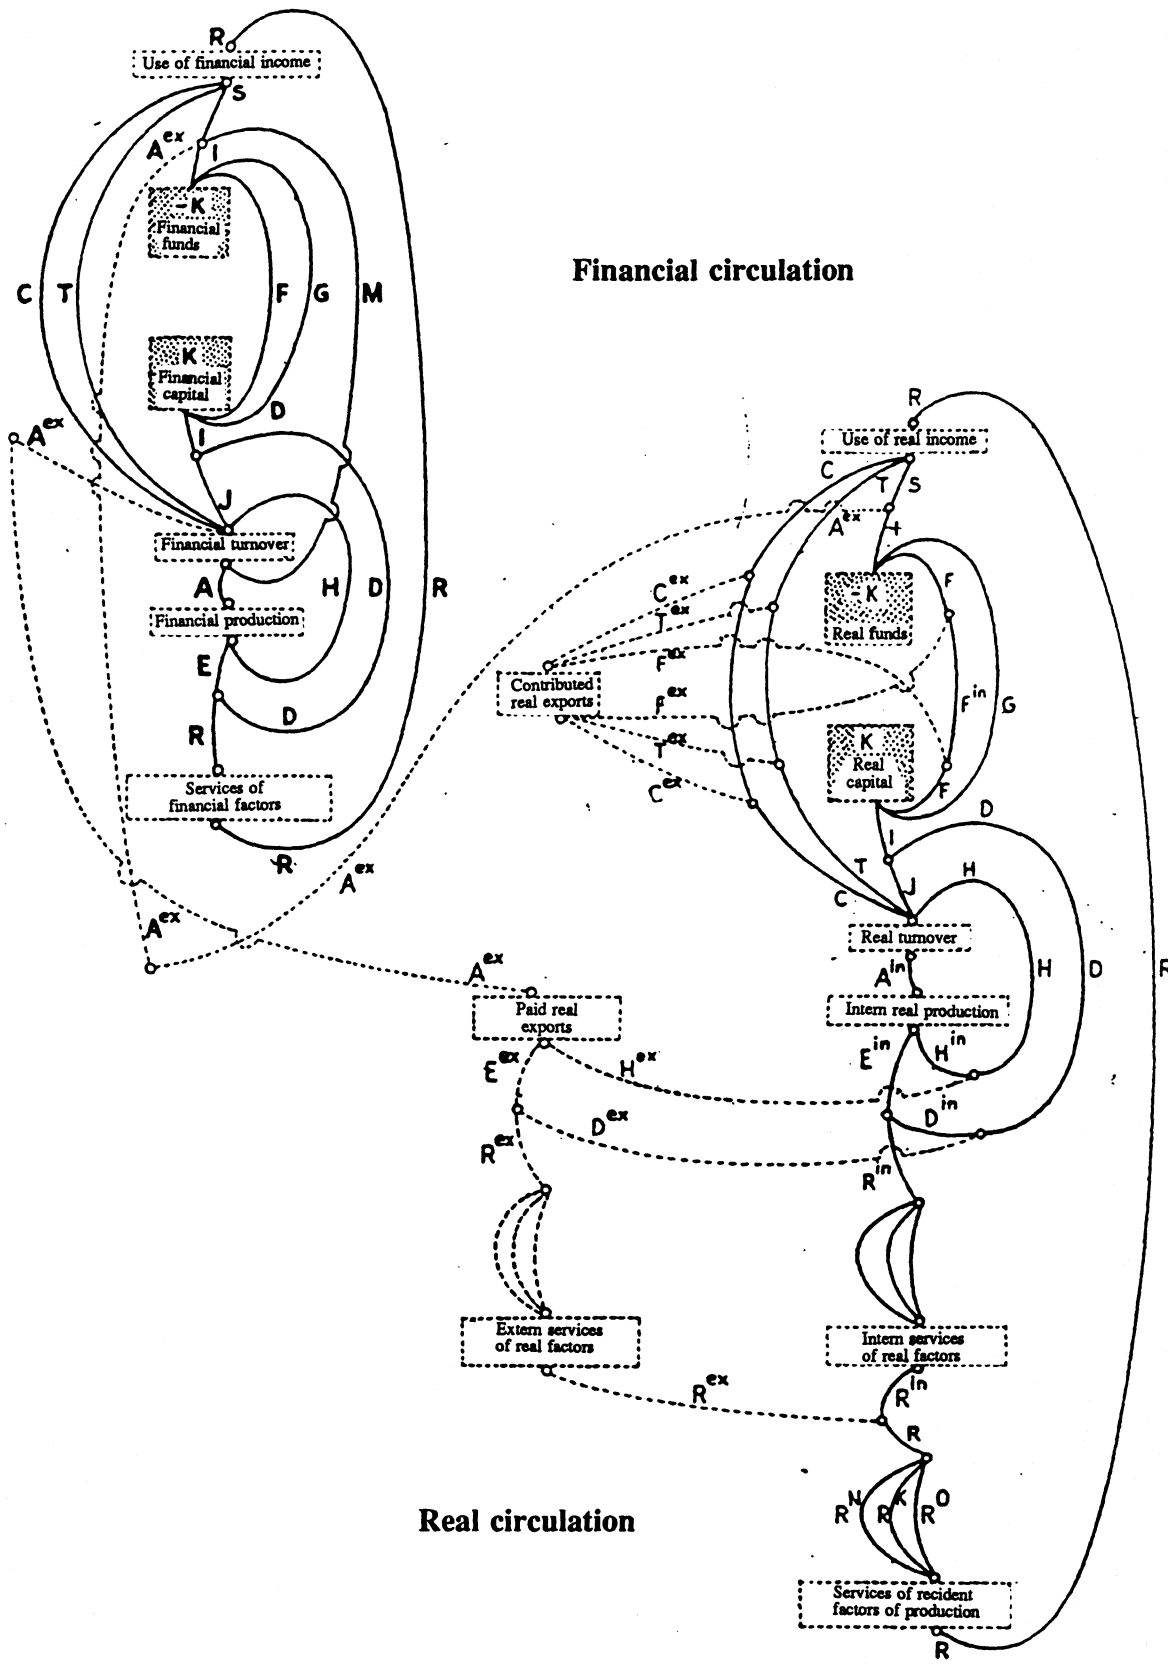 R
Use of financial income
S
A^ex
I
-K
Financial
funds
C T F G M
K
Financial
capital
D
A^ex
I
J
Financial turnover
A H D R
Financial production
E
D
R
Services of
financial factors
R
A^ex
A^ex
Financial circulation
R
Use of real income
C T S
A^ex
C^ex
T^ex
F^ex
F
-K
Real funds
Contributed
real exports
F^ex
F^in G
T^ex
K
Real
capital
C^ex
F
D
I
T H
J
C
Real turnover
A^in H D R
A^ex
Paid real
exports
Intern real production
E^ex H^ex E^in H^in
D^ex D^in
R^ex R^in
Extern services
of real factors
Intern services
of real factors
R^ex R^in
R
R^N R^K R^O
Real circulation
Services of recident
factors of production
R